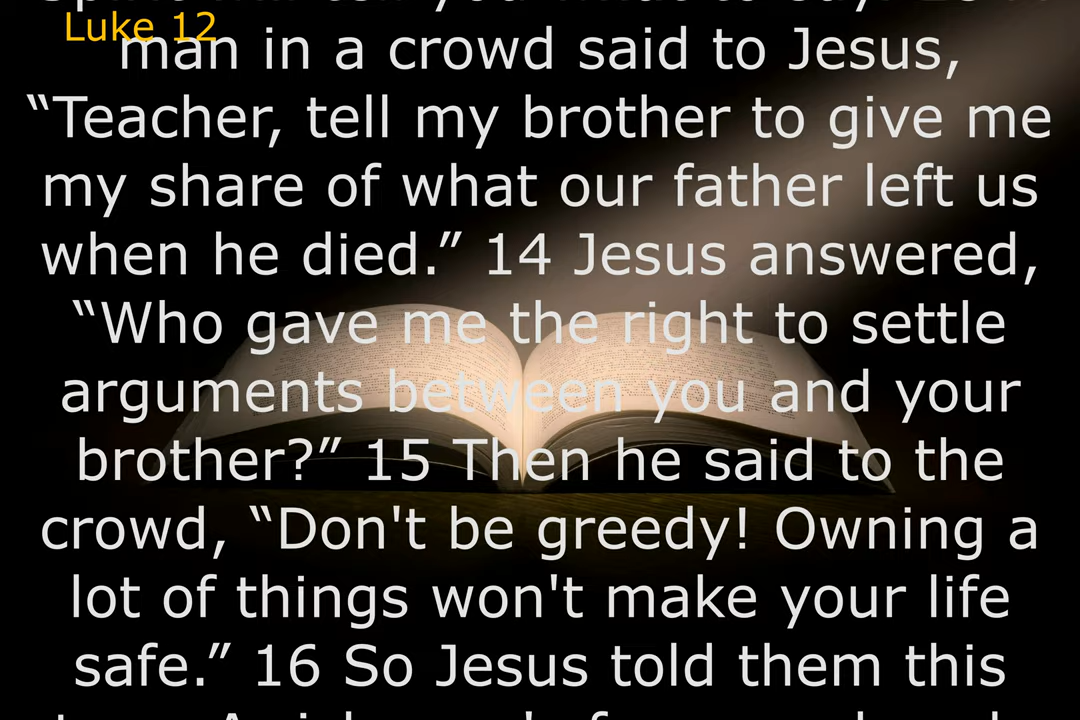 Luke 12
man in a crowd said to Jesus,
“Teacher, tell my brother to give me
my share of what our father left us
when he died.” 14 Jesus answered,
“Who gave me the right to settle
arguments between you and your
brother?” 15 Then he said to the
crowd, “Don't be greedy! Owning a
lot of things won't make your life
safe.” 16 So Jesus told them this